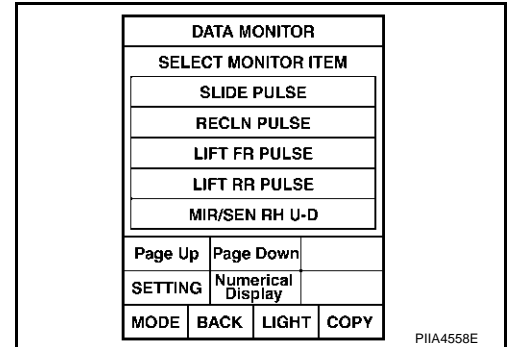 DATA MONITOR
SELECT MONITOR ITEM
SLIDE PULSE
RECLN PULSE
LIFT FR PULSE
LIFT RR PULSE
MIR/SEN RH U-D
Page Up Page Down
SETTING Numerical Display
MODE BACK LIGHT COPY
PIIA4558E